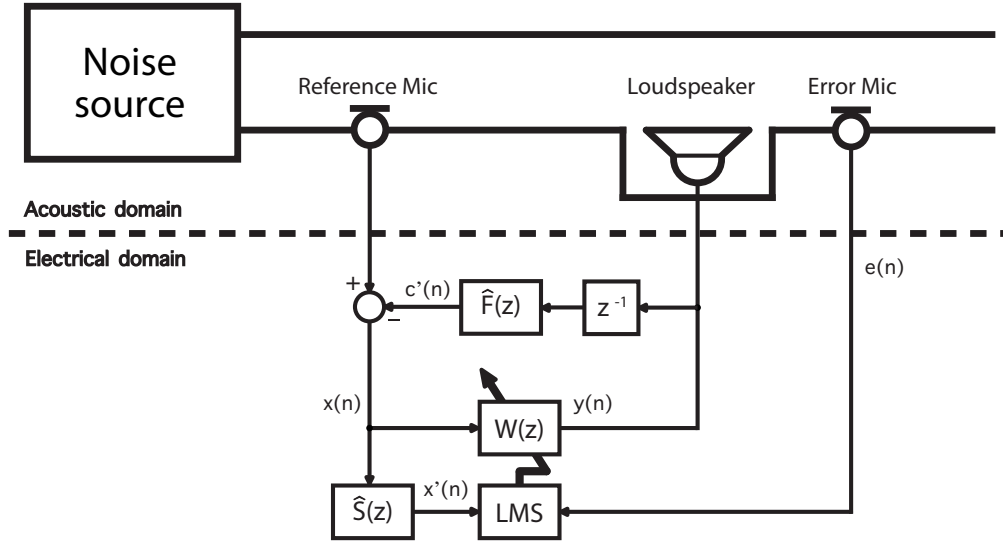 Noise
source
Reference Mic
Loudspeaker
Error Mic
Acoustic domain
Electrical domain
e(n)
+
c’(n)
F̂(z)
z⁻¹
–
x(n)
W(z)
y(n)
Ŝ(z)
x’(n)
LMS